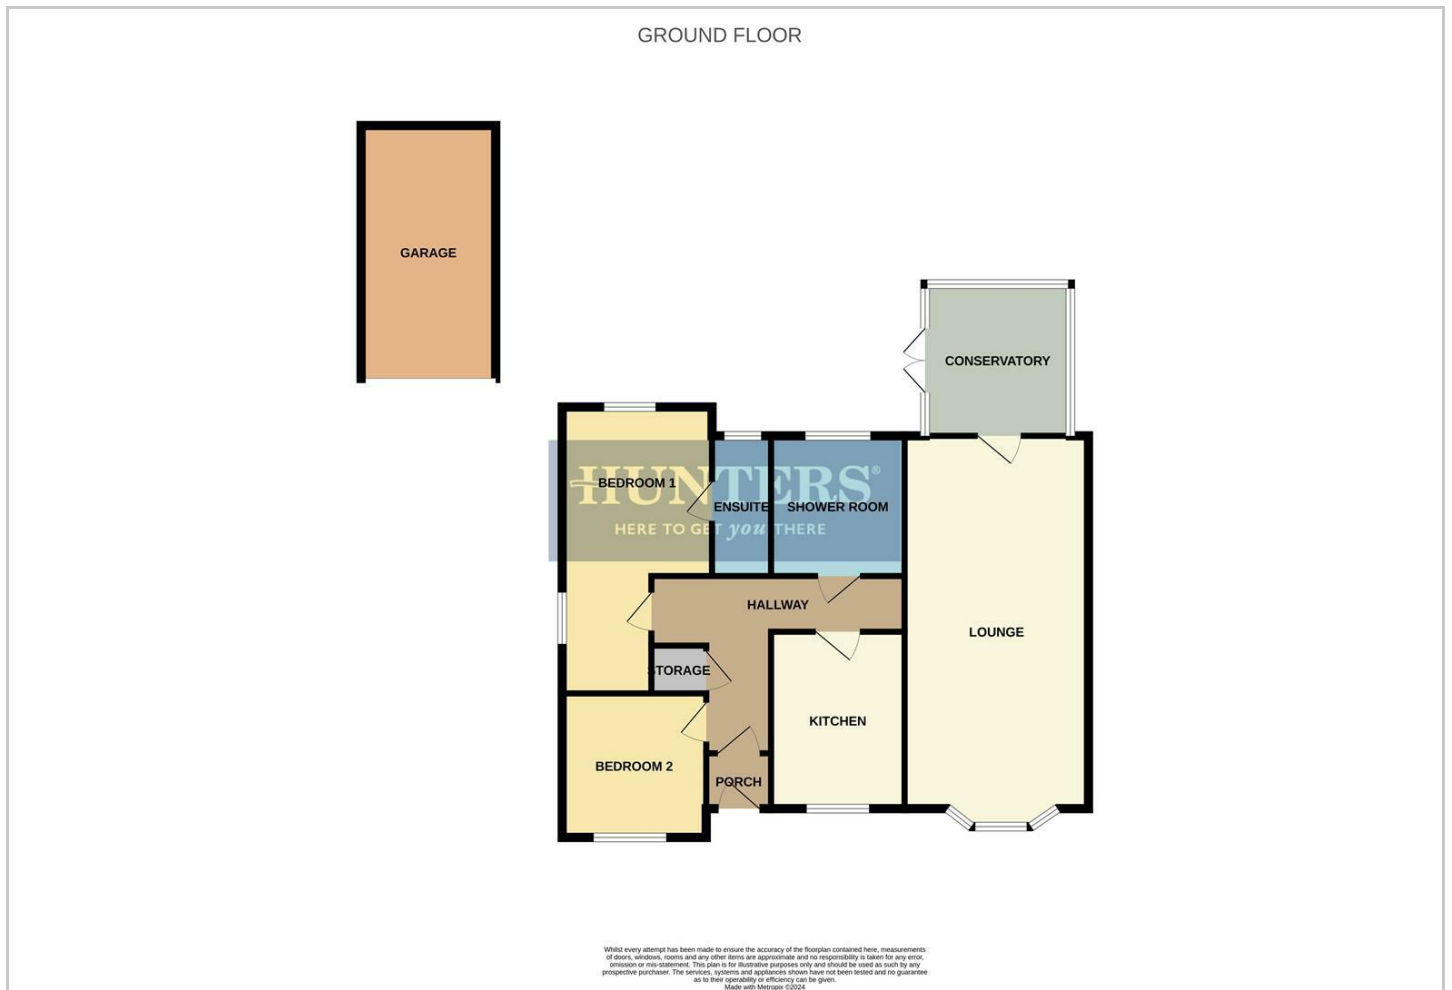 GROUND FLOOR
GARAGE
CONSERVATORY
BEDROOM 1
HUNTERS®
HERE TO GET you THERE
ENSUITE
SHOWER ROOM
HALLWAY
LOUNGE
STORAGE
KITCHEN
BEDROOM 2
PORCH
Whilst every attempt has been made to ensure the accuracy of the floorplan contained here, measurements
of doors, windows, rooms and any other items are approximate and no responsibility is taken for any error,
omission or mis-statement. This plan is for illustrative purposes only and should be used as such by any
prospective purchaser. The services, systems and appliances shown have not been tested and no guarantee
as to their operability or efficiency can be given.
Made with Metropix ©2024